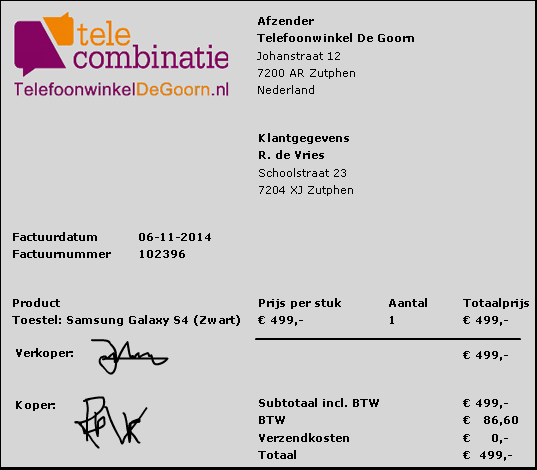 tele
combinatie
TelefoonwinkelDeGoorn.nl
Afzender
Telefoonwinkel De Goorn
Johanstraat 12
7200 AR Zutphen
Nederland
Klantgegevens
R. de Vries
Schoolstraat 23
7204 XJ Zutphen
Factuurdatum 06-11-2014
Factuurnummer 102396
Product Prijs per stuk Aantal Totaalprijs
Toestel: Samsung Galaxy S4 (Zwart) € 499,- 1 € 499,-
Verkoper: € 499,-
Koper:
Subtotaal incl. BTW € 499,-
BTW € 86,60
Verzendkosten € 0,-
Totaal € 499,-